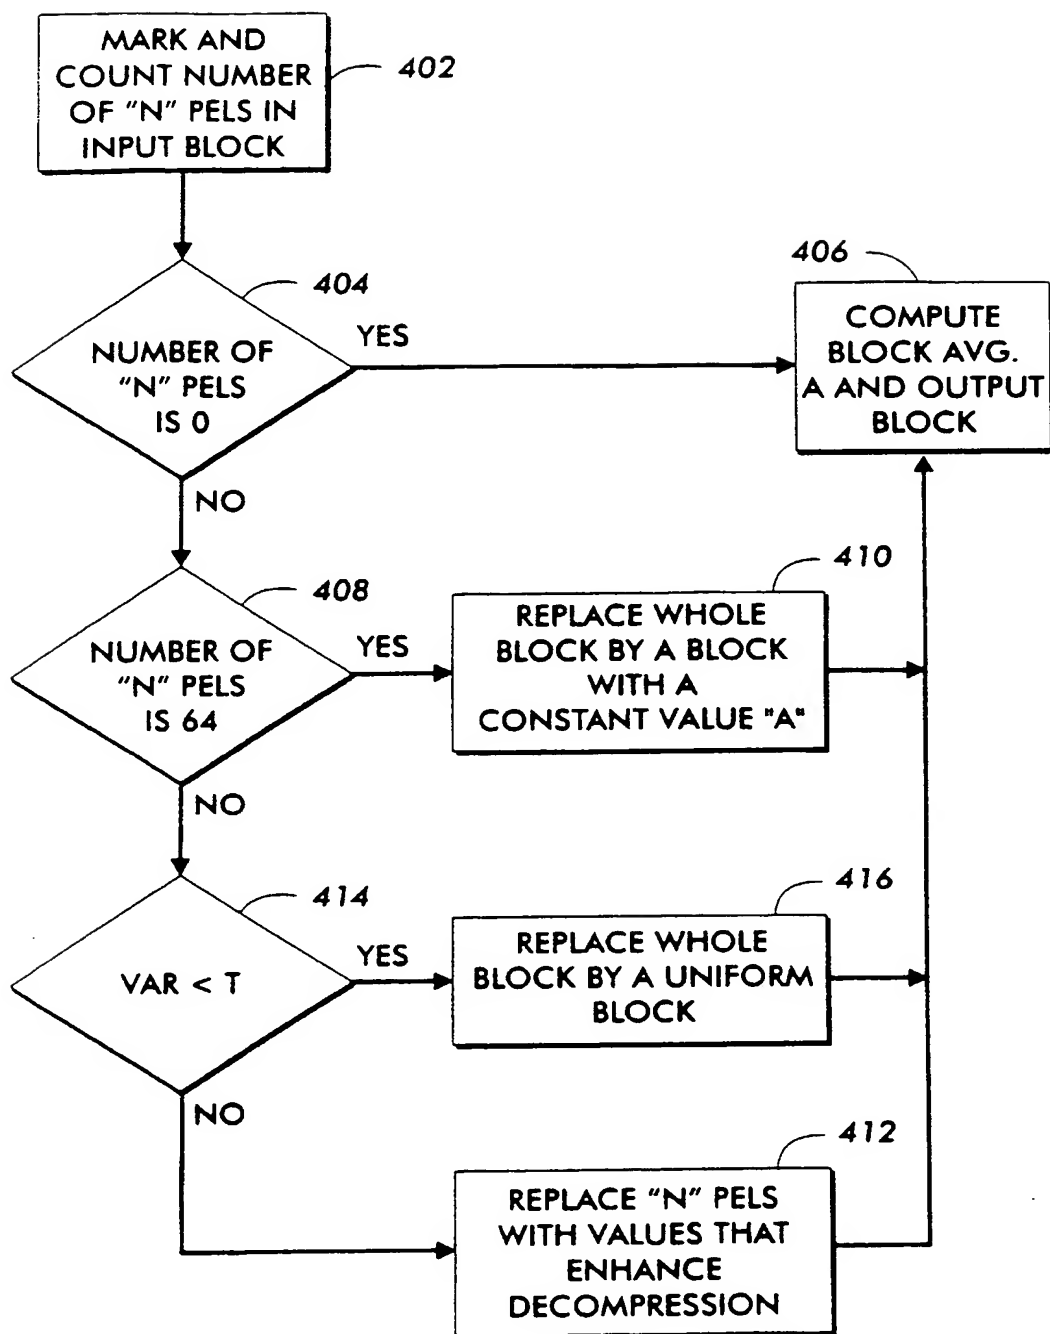 MARK AND
COUNT NUMBER
OF "N" PELS IN
INPUT BLOCK
402
404
NUMBER OF
"N" PELS
IS 0
YES
NO
406
COMPUTE
BLOCK AVG.
A AND OUTPUT
BLOCK
408
NUMBER OF
"N" PELS
IS 64
YES
NO
410
REPLACE WHOLE
BLOCK BY A BLOCK
WITH A
CONSTANT VALUE "A"
414
VAR < T
YES
NO
416
REPLACE WHOLE
BLOCK BY A UNIFORM
BLOCK
412
REPLACE "N" PELS
WITH VALUES THAT
ENHANCE
DECOMPRESSION